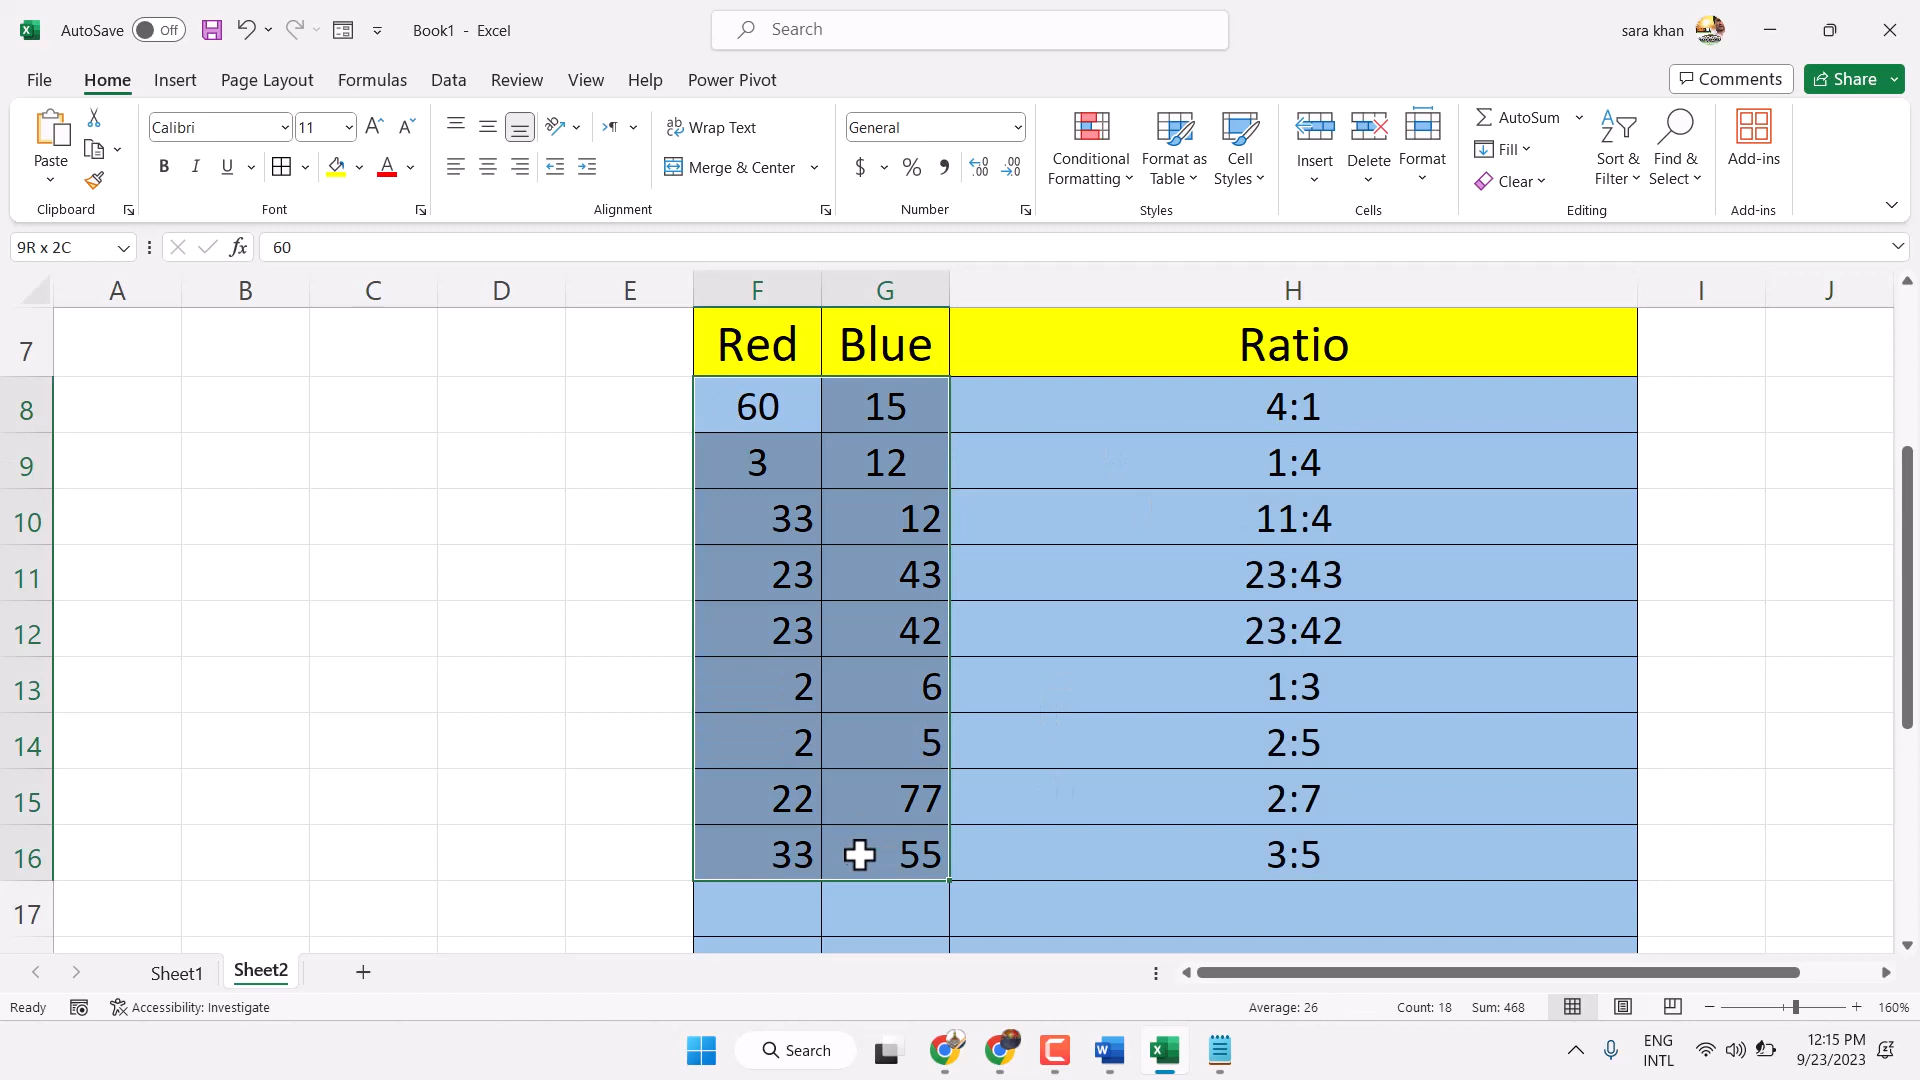 AutoSave Off Book1 - Excel Search sara khan
File Home Insert Page Layout Formulas Data Review View Help Power Pivot Comments Share
Paste Calibri 11 Wrap Text General Conditional Formatting Format as Table Cell Styles Insert Delete Format AutoSum Sort & Filter Find & Select Add-ins
B I U Merge & Center $ % Fill
Clear
Clipboard Font Alignment Number Styles Cells Editing Add-ins
9R x 2C fx 60
A B C D E F G H I J
7 Red Blue Ratio
8 60 15 4:1
9 3 12 1:4
10 33 12 11:4
11 23 43 23:43
12 23 42 23:42
13 2 6 1:3
14 2 5 2:5
15 22 77 2:7
16 33 55 3:5
17
Sheet1 Sheet2
Ready Accessibility: Investigate Average: 26 Count: 18 Sum: 468 160%
Search ENG INTL 12:15 PM 9/23/2023